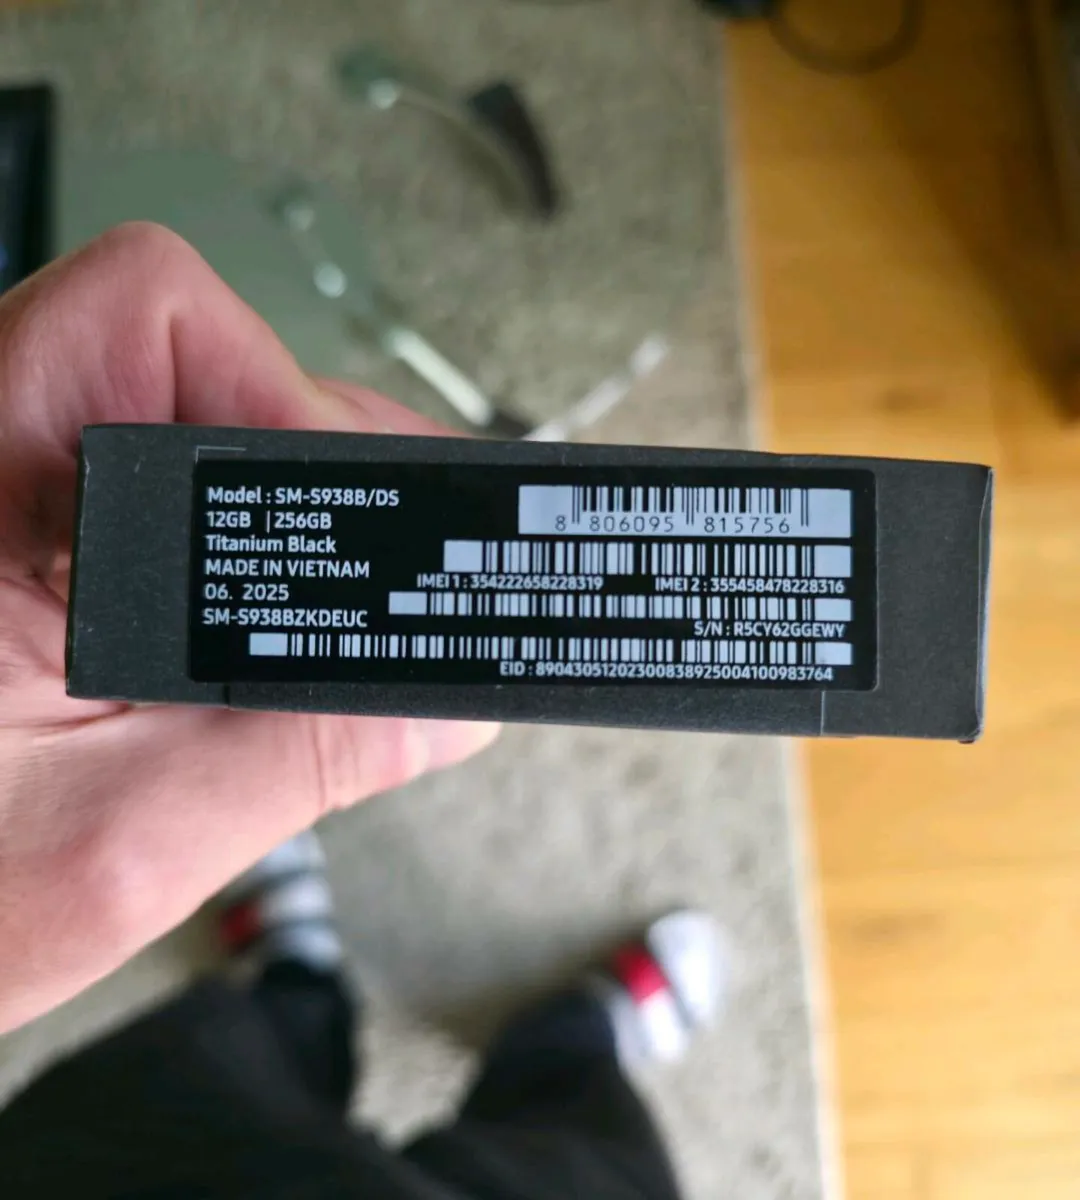 Model : SM-S938B/DS
12GB | 256GB
Titanium Black
MADE IN VIETNAM
06. 2025
SM-S938BZKDEUC
8 806095 815756
IMEI 1 : 354222658228319 IMEI 2 : 355458478228316
S/N : R5CY62GGEWY
EID : 89043051202300838925004100983764